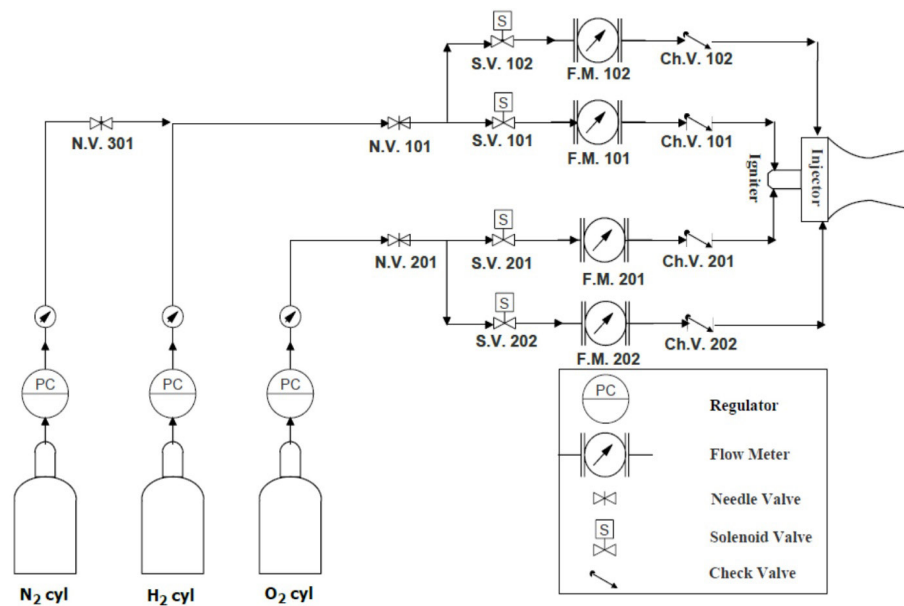 S
S.V. 102
F.M. 102
Ch.V. 102
N.V. 301
N.V. 101
S
S.V. 101
F.M. 101
Ch.V. 101
Igniter
Injector
N.V. 201
S
S.V. 201
F.M. 201
Ch.V. 201
S
S.V. 202
F.M. 202
Ch.V. 202
PC
PC
PC
N2 cyl
H2 cyl
O2 cyl
PC
Regulator
Flow Meter
Needle Valve
S
Solenoid Valve
Check Valve